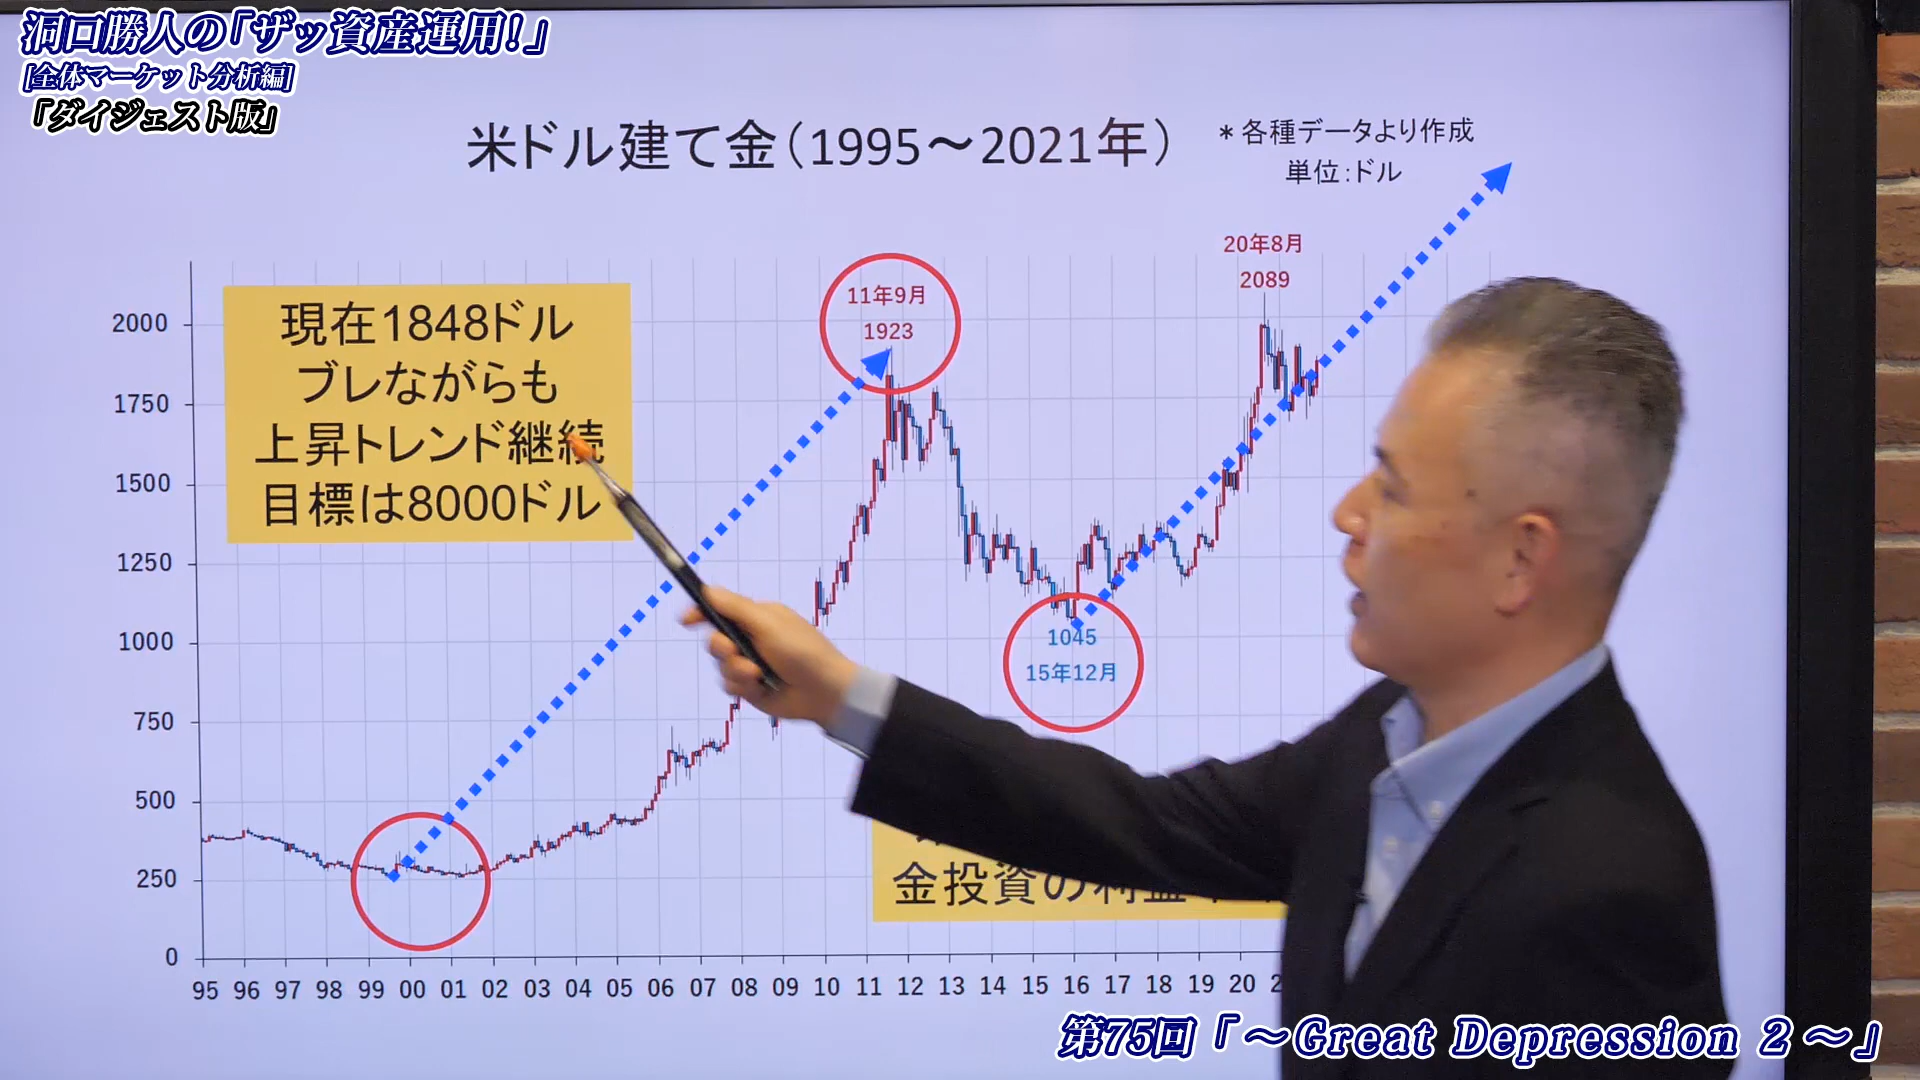 洞口勝人の「ザッ資産運用!」
[全体マーケット分析編]
「ダイジェスト版」
米ドル建て金(1995〜2021年)
*各種データより作成
単位:ドル
現在1848ドル
ブレながらも
上昇トレンド継続
目標は8000ドル
11年9月
1923
20年8月
2089
1045
15年12月
2000
1750
1500
1250
1000
750
500
250
0
95 96 97 98 99 00 01 02 03 04 05 06 07 08 09 10 11 12 13 14 15 16 17 18 19 20
金投資の利益
第75回「〜Great Depression 2〜」